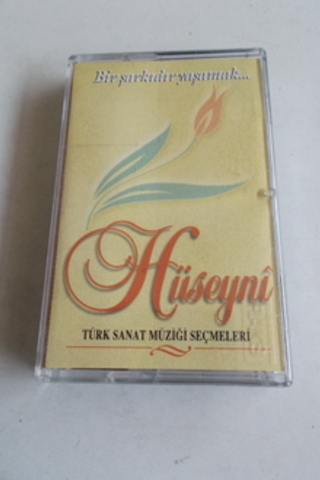 Bir şarkıdır yaşamak...
Hüseynî
TÜRK SANAT MÜZİĞİ SEÇMELERİ